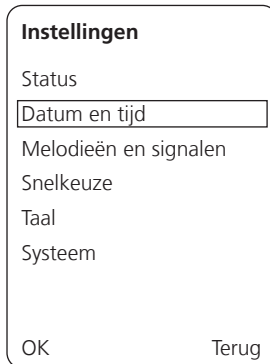 Instellingen
Status
Datum en tijd
Melodieën en signalen
Snelkeuze
Taal
Systeem
OK Terug